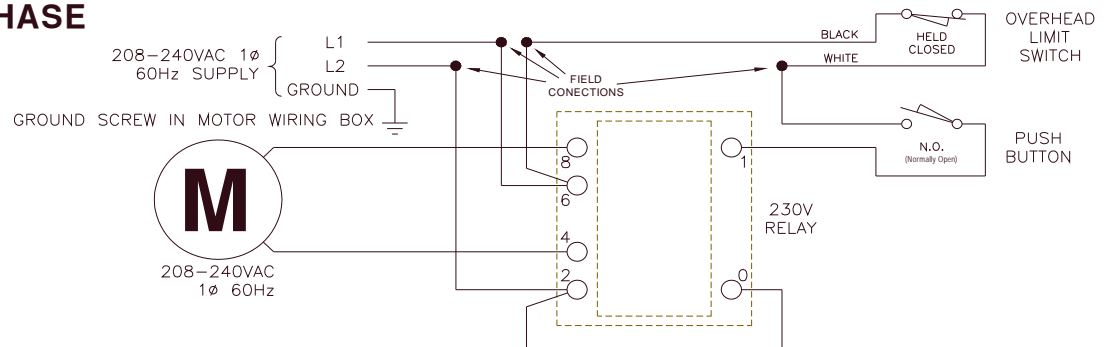 HASE
208-240VAC 1ø
60Hz SUPPLY
L1
L2
GROUND
GROUND SCREW IN MOTOR WIRING BOX
FIELD
CONECTIONS
BLACK
WHITE
HELD
CLOSED
OVERHEAD
LIMIT
SWITCH
N.O.
(Normally Open)
PUSH
BUTTON
M
208-240VAC
1ø 60Hz
8
6
4
2
1
0
230V
RELAY